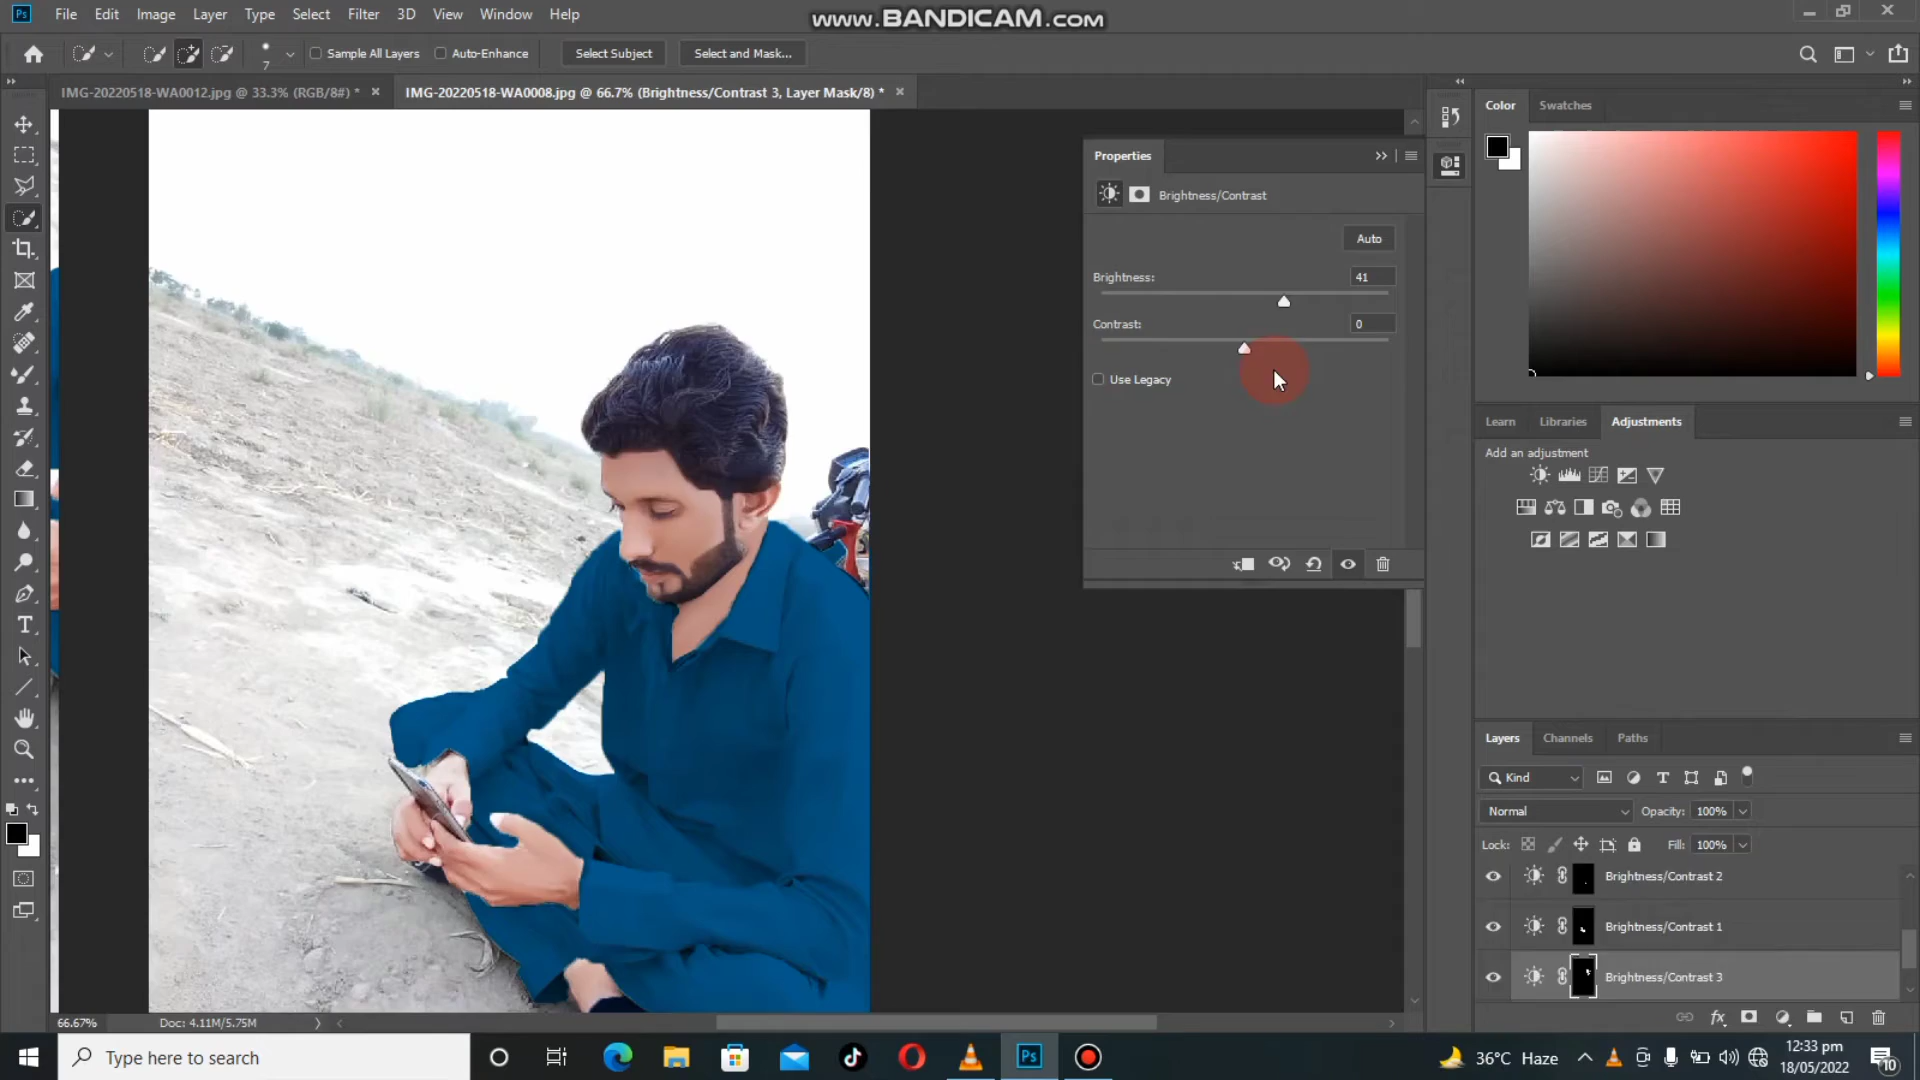 www.BANDICAM.com
Ps File Edit Image Layer Type Select Filter 3D View Window Help
7 Sample All Layers Auto-Enhance Select Subject Select and Mask...
IMG-20220518-WA0012.jpg @ 33.3% (RGB/8#) * × IMG-20220518-WA0008.jpg @ 66.7% (Brightness/Contrast 3, Layer Mask/8) * ×
Properties
Brightness/Contrast
Auto
Brightness: 41
Contrast: 0
Use Legacy
Color Swatches
Learn Libraries Adjustments
Add an adjustment
Layers Channels Paths
Kind
Normal Opacity: 100%
Lock: Fill: 100%
Brightness/Contrast 2
Brightness/Contrast 1
Brightness/Contrast 3
66.67% Doc: 4.11M/5.75M
Type here to search
Ps
36°C Haze
12:33 pm
18/05/2022
10